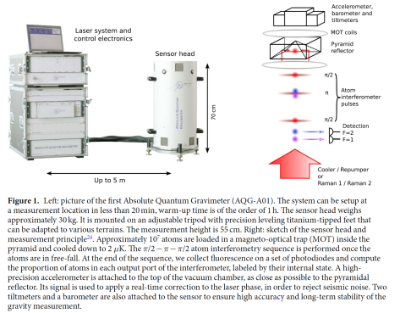 Laser system and
control electronics
Sensor head
70cm
Up to 5 m
Accelerometer,
barometer and
tiltmeters
MOT coils
Pyramid
reflector
π/2
π
π/2
Atom
interferometer
pulses
Detection
F=2
F=1
Cooler / Repumper
or
Raman 1 / Raman 2
Figure 1. Left: picture of the first Absolute Quantum Gravimeter (AQG-A01). The system can be setup at
a measurement location in less than 20 min, warm-up time is of the order of 1 h. The sensor head weighs
approximately 30 kg. It is mounted on an adjustable tripod with precision leveling titanium-tipped feet that
can be adapted to various terrains. The measurement height is 55 cm. Right: sketch of the sensor head and
measurement principle²⁴. Approximately 10⁷ atoms are loaded in a magneto-optical trap (MOT) inside the
pyramid and cooled down to 2 μK. The π/2 − π − π/2 atom interferometry sequence is performed once the
atoms are in free-fall. At the end of the sequence, we collect fluorescence on a set of photodiodes and compute
the proportion of atoms in each output port of the interferometer, labeled by their internal state. A high-
precision accelerometer is attached to the top of the vacuum chamber, as close as possible to the pyramidal
reflector. Its signal is used to apply a real-time correction to the laser phase, in order to reject seismic noise. Two
tiltmeters and a barometer are also attached to the sensor to ensure high accuracy and long-term stability of the
gravity measurement.